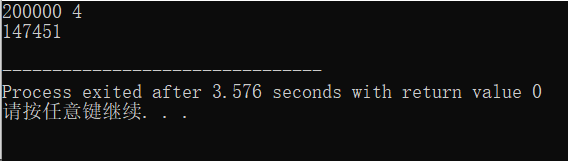 200000 4
147451
--------------------------------
Process exited after 3.576 seconds with return value 0
请按任意键继续. . .